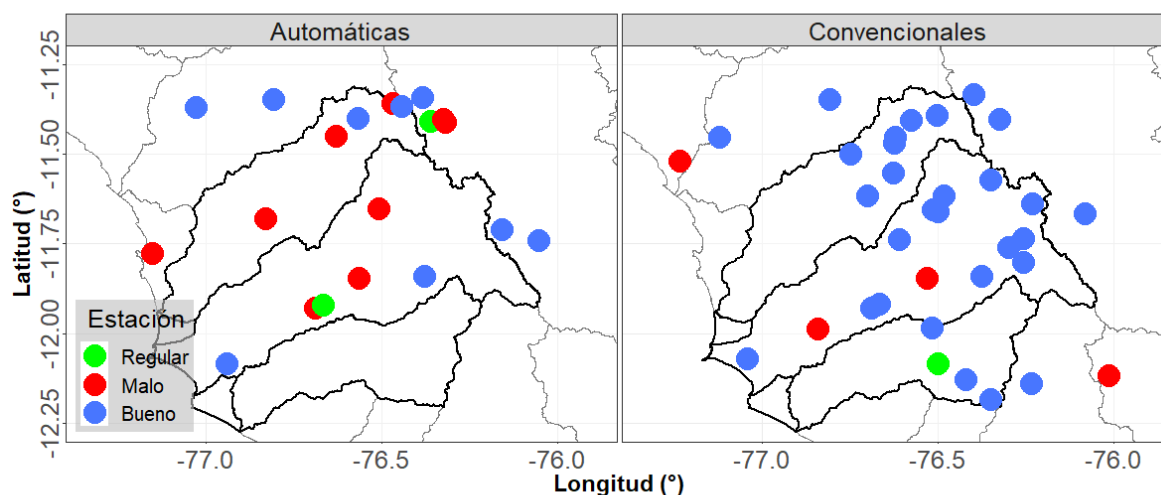 Automáticas Convencionales
-11.25
-11.50
-11.75
-12.00
-12.25
Latitud (°)
Estación
Regular
Malo
Bueno
-77.0 -76.5 -76.0 -77.0 -76.5 -76.0
Longitud (°)